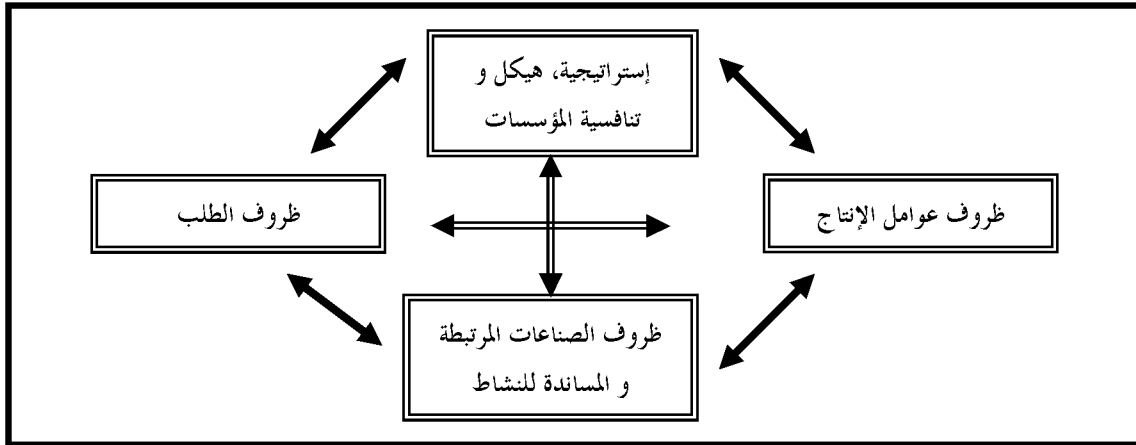 إستراتيجية، هيكل و
تنافسية المؤسسات
ظروف عوامل الإنتاج
ظروف الطلب
ظروف الصناعات المرتبطة
و المساندة للنشاط